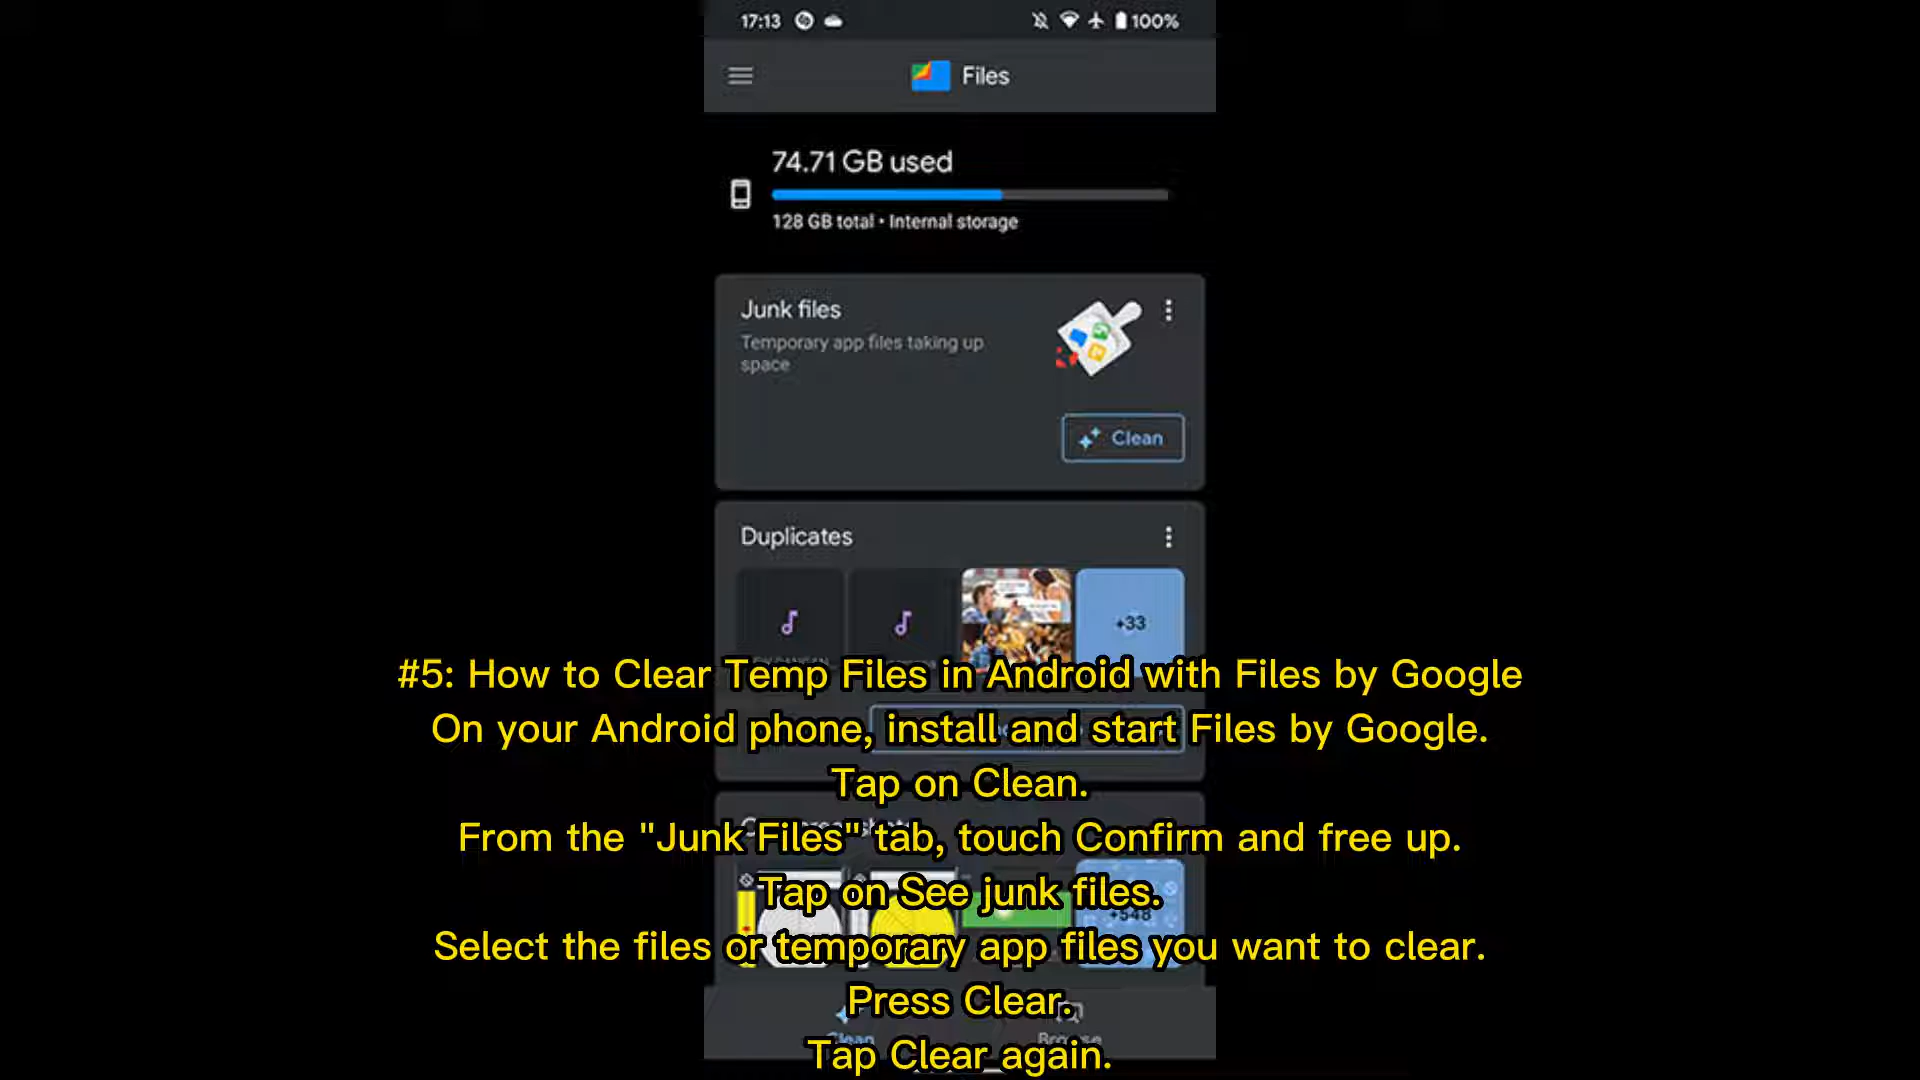 17:13
100%
Files
74.71 GB used
128 GB total • Internal storage
Junk files
Temporary app files taking up
space
Clean
Duplicates
+33
#5: How to Clear Temp Files in Android with Files by Google
On your Android phone, install and start Files by Google.
Tap on Clean.
From the "Junk Files" tab, touch Confirm and free up.
Tap on See junk files.
+548
Select the files or temporary app files you want to clear.
Press Clear.
Clean
Browse
Tap Clear again.